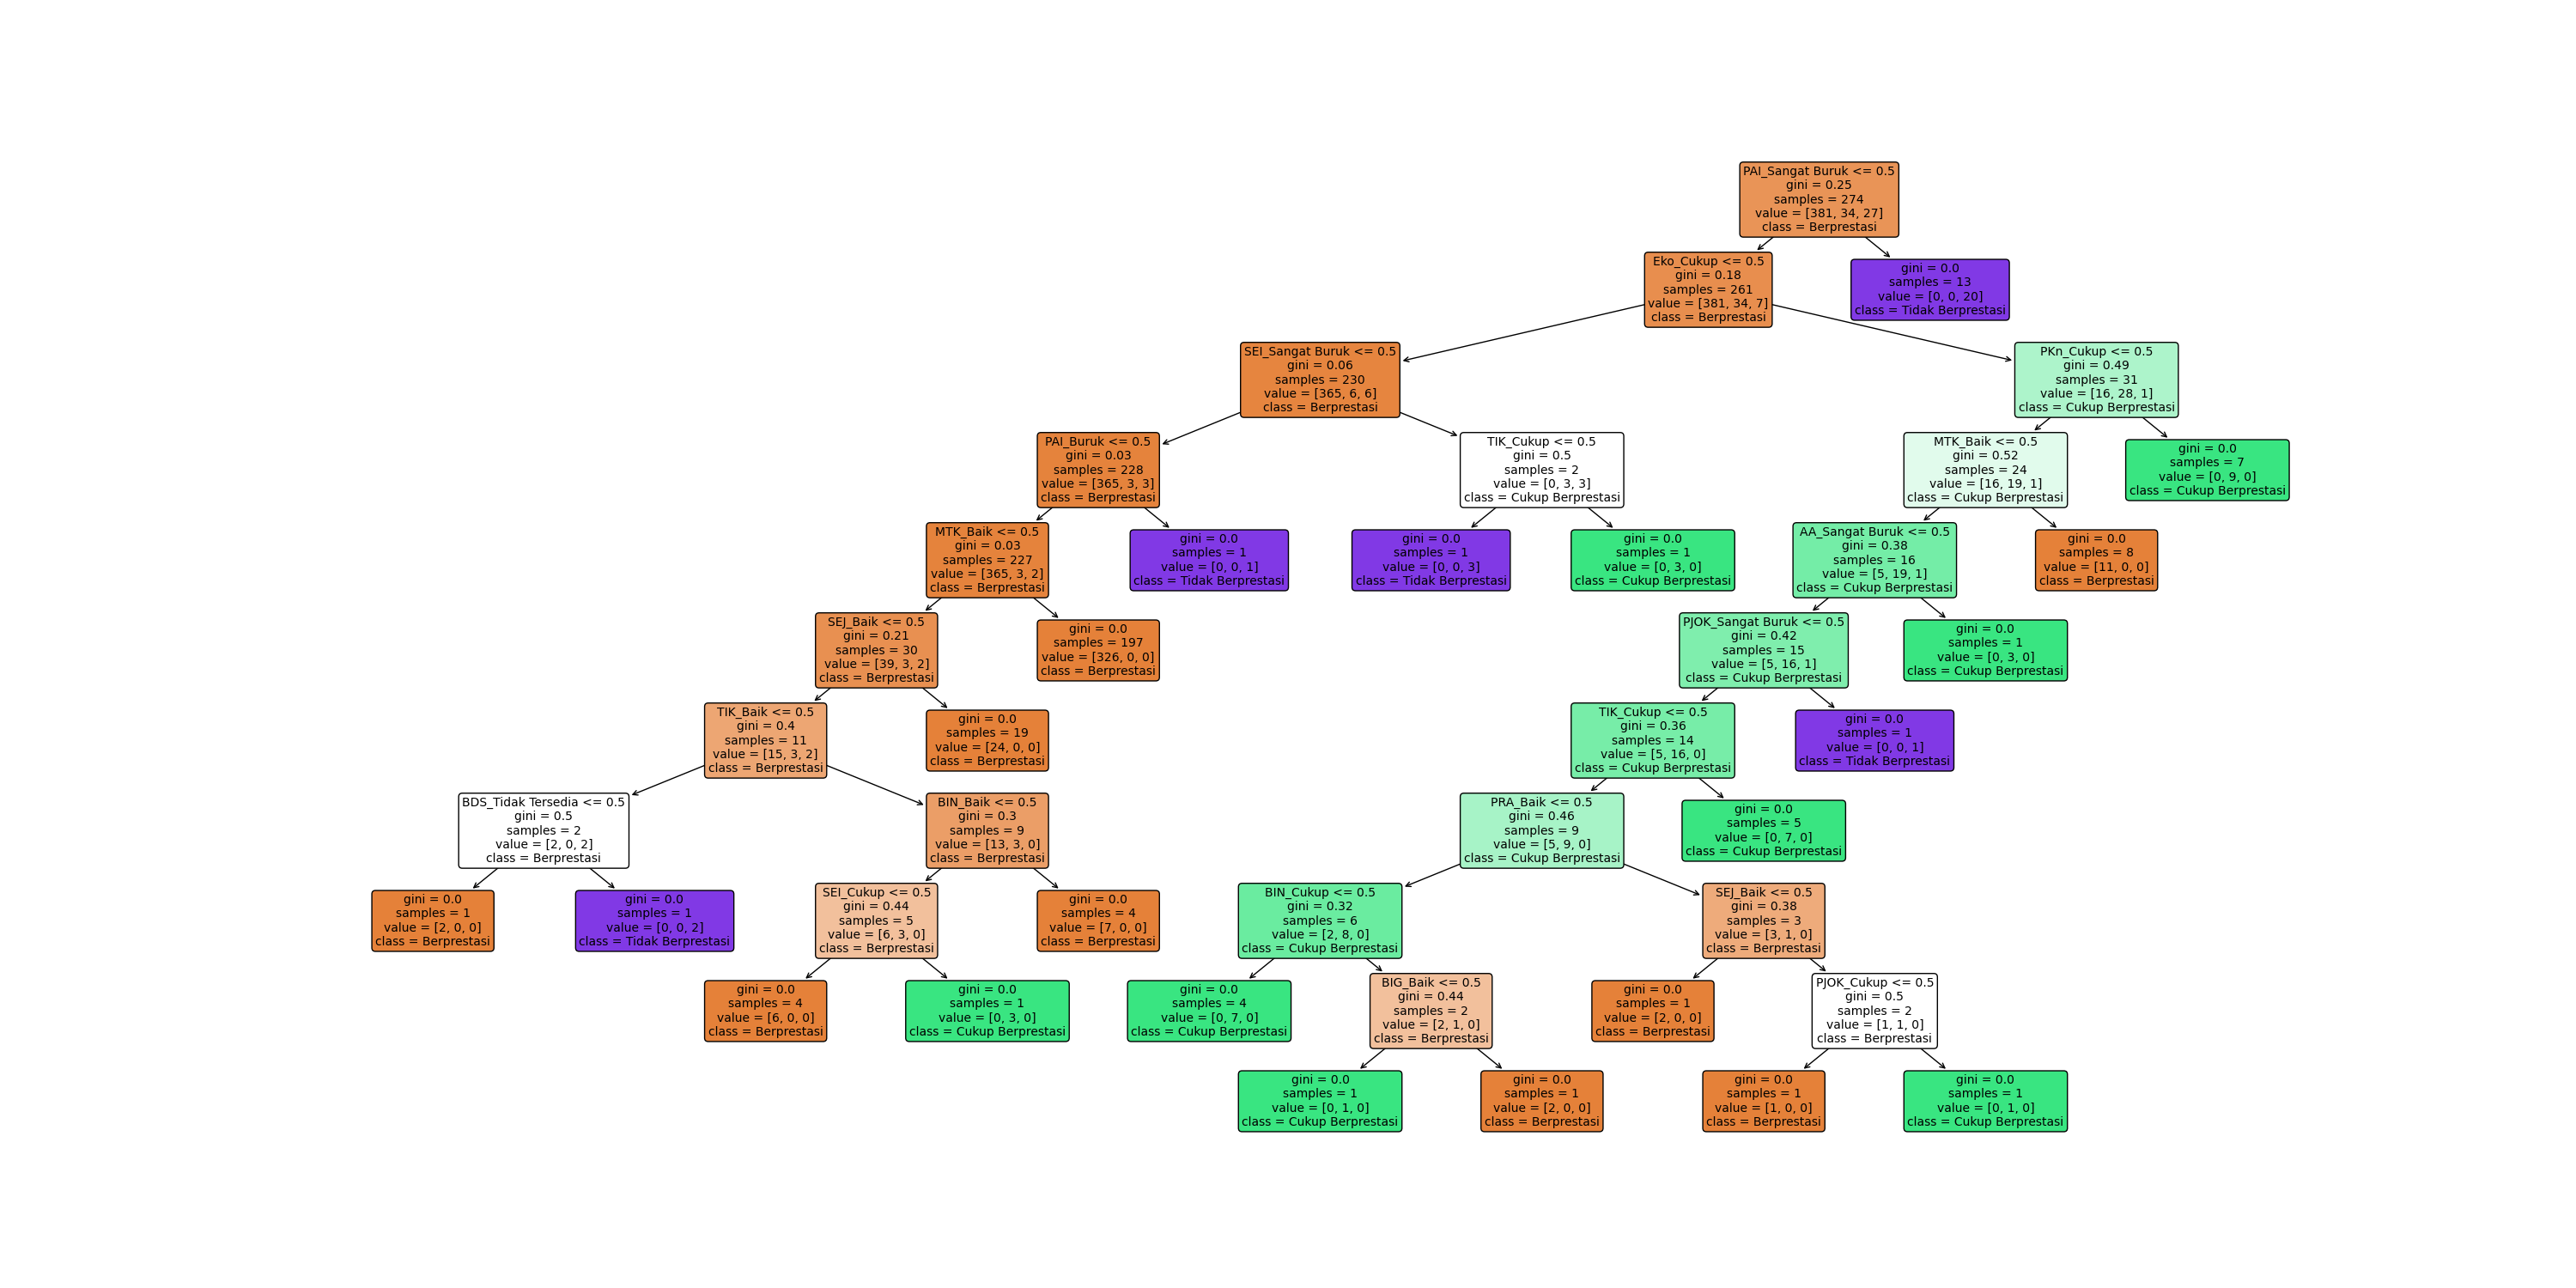 PAI_Sangat Buruk <= 0.5
gini = 0.25
samples = 274
value = [381, 34, 27]
class = Berprestasi
Eko_Cukup <= 0.5
gini = 0.18
samples = 261
value = [381, 34, 7]
class = Berprestasi
gini = 0.0
samples = 13
value = [0, 0, 20]
class = Tidak Berprestasi
SEI_Sangat Buruk <= 0.5
gini = 0.06
samples = 230
value = [365, 6, 6]
class = Berprestasi
PKn_Cukup <= 0.5
gini = 0.49
samples = 31
value = [16, 28, 1]
class = Cukup Berprestasi
PAI_Buruk <= 0.5
gini = 0.03
samples = 228
value = [365, 3, 3]
class = Berprestasi
TIK_Cukup <= 0.5
gini = 0.5
samples = 2
value = [0, 3, 3]
class = Cukup Berprestasi
MTK_Baik <= 0.5
gini = 0.52
samples = 24
value = [16, 19, 1]
class = Cukup Berprestasi
gini = 0.0
samples = 7
value = [0, 9, 0]
class = Cukup Berprestasi
MTK_Baik <= 0.5
gini = 0.03
samples = 227
value = [365, 3, 2]
class = Berprestasi
gini = 0.0
samples = 1
value = [0, 0, 1]
class = Tidak Berprestasi
gini = 0.0
samples = 1
value = [0, 0, 3]
class = Tidak Berprestasi
gini = 0.0
samples = 1
value = [0, 3, 0]
class = Cukup Berprestasi
AA_Sangat Buruk <= 0.5
gini = 0.38
samples = 16
value = [5, 19, 1]
class = Cukup Berprestasi
gini = 0.0
samples = 8
value = [11, 0, 0]
class = Berprestasi
SEJ_Baik <= 0.5
gini = 0.21
samples = 30
value = [39, 3, 2]
class = Berprestasi
gini = 0.0
samples = 197
value = [326, 0, 0]
class = Berprestasi
PJOK_Sangat Buruk <= 0.5
gini = 0.42
samples = 15
value = [5, 16, 1]
class = Cukup Berprestasi
gini = 0.0
samples = 1
value = [0, 3, 0]
class = Cukup Berprestasi
TIK_Baik <= 0.5
gini = 0.4
samples = 11
value = [15, 3, 2]
class = Berprestasi
gini = 0.0
samples = 19
value = [24, 0, 0]
class = Berprestasi
TIK_Cukup <= 0.5
gini = 0.36
samples = 14
value = [5, 16, 0]
class = Cukup Berprestasi
gini = 0.0
samples = 1
value = [0, 0, 1]
class = Tidak Berprestasi
BDS_Tidak Tersedia <= 0.5
gini = 0.5
samples = 2
value = [2, 0, 2]
class = Berprestasi
BIN_Baik <= 0.5
gini = 0.3
samples = 9
value = [13, 3, 0]
class = Berprestasi
PRA_Baik <= 0.5
gini = 0.46
samples = 9
value = [5, 9, 0]
class = Cukup Berprestasi
gini = 0.0
samples = 5
value = [0, 7, 0]
class = Cukup Berprestasi
gini = 0.0
samples = 1
value = [2, 0, 0]
class = Berprestasi
gini = 0.0
samples = 1
value = [0, 0, 2]
class = Tidak Berprestasi
SEI_Cukup <= 0.5
gini = 0.44
samples = 5
value = [6, 3, 0]
class = Berprestasi
gini = 0.0
samples = 4
value = [7, 0, 0]
class = Berprestasi
BIN_Cukup <= 0.5
gini = 0.32
samples = 6
value = [2, 8, 0]
class = Cukup Berprestasi
SEJ_Baik <= 0.5
gini = 0.38
samples = 3
value = [3, 1, 0]
class = Berprestasi
gini = 0.0
samples = 4
value = [6, 0, 0]
class = Berprestasi
gini = 0.0
samples = 1
value = [0, 3, 0]
class = Cukup Berprestasi
gini = 0.0
samples = 4
value = [0, 7, 0]
class = Cukup Berprestasi
BIG_Baik <= 0.5
gini = 0.44
samples = 2
value = [2, 1, 0]
class = Berprestasi
gini = 0.0
samples = 1
value = [2, 0, 0]
class = Berprestasi
PJOK_Cukup <= 0.5
gini = 0.5
samples = 2
value = [1, 1, 0]
class = Berprestasi
gini = 0.0
samples = 1
value = [0, 1, 0]
class = Cukup Berprestasi
gini = 0.0
samples = 1
value = [2, 0, 0]
class = Berprestasi
gini = 0.0
samples = 1
value = [1, 0, 0]
class = Berprestasi
gini = 0.0
samples = 1
value = [0, 1, 0]
class = Cukup Berprestasi